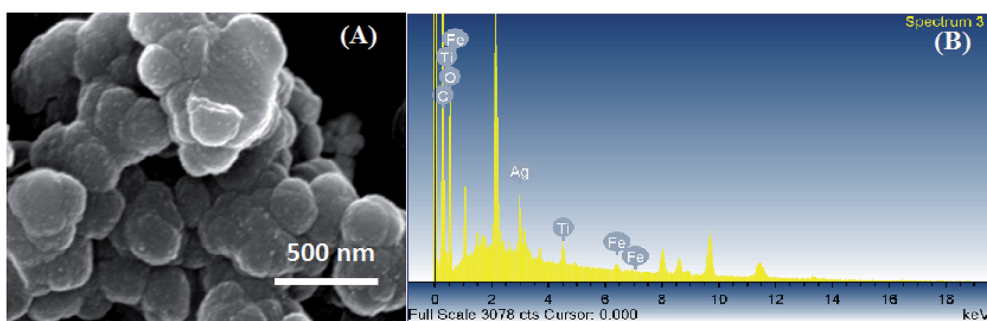 (A)
500 nm
Spectrum 3
(B)
Fe
Ti
O
C
Ag
Ti
Fe
Fe
0 2 4 6 8 10 12 14 16 18
Full Scale 3078 cts Cursor: 0.000 keV